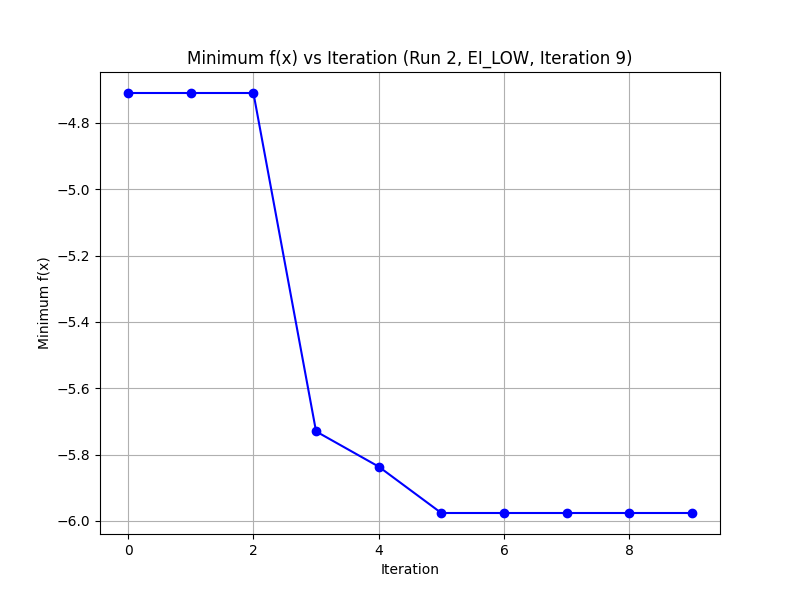 Minimum f(x) vs Iteration (Run 2, EI_LOW, Iteration 9)
Minimum f(x)
−4.8
−5.0
−5.2
−5.4
−5.6
−5.8
−6.0
0 2 4 6 8
Iteration